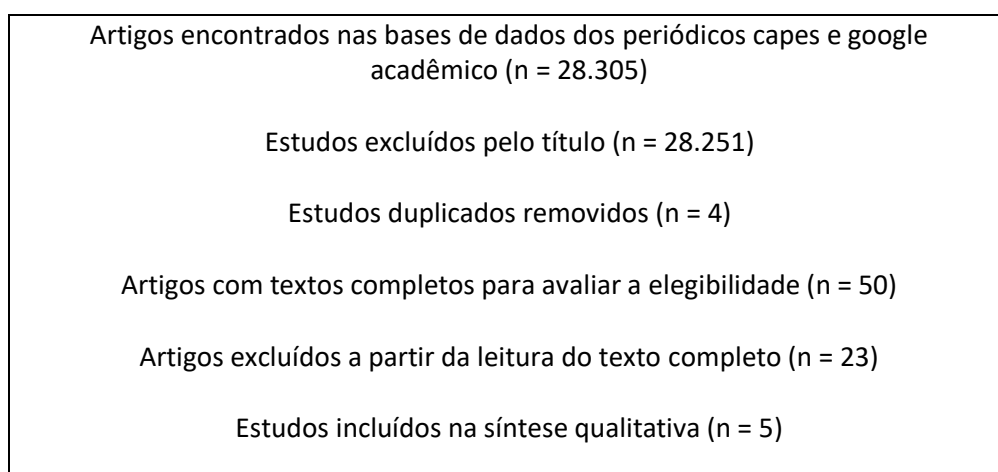 Artigos encontrados nas bases de dados dos periódicos capes e google
acadêmico (n = 28.305)
Estudos excluídos pelo título (n = 28.251)
Estudos duplicados removidos (n = 4)
Artigos com textos completos para avaliar a elegibilidade (n = 50)
Artigos excluídos a partir da leitura do texto completo (n = 23)
Estudos incluídos na síntese qualitativa (n = 5)